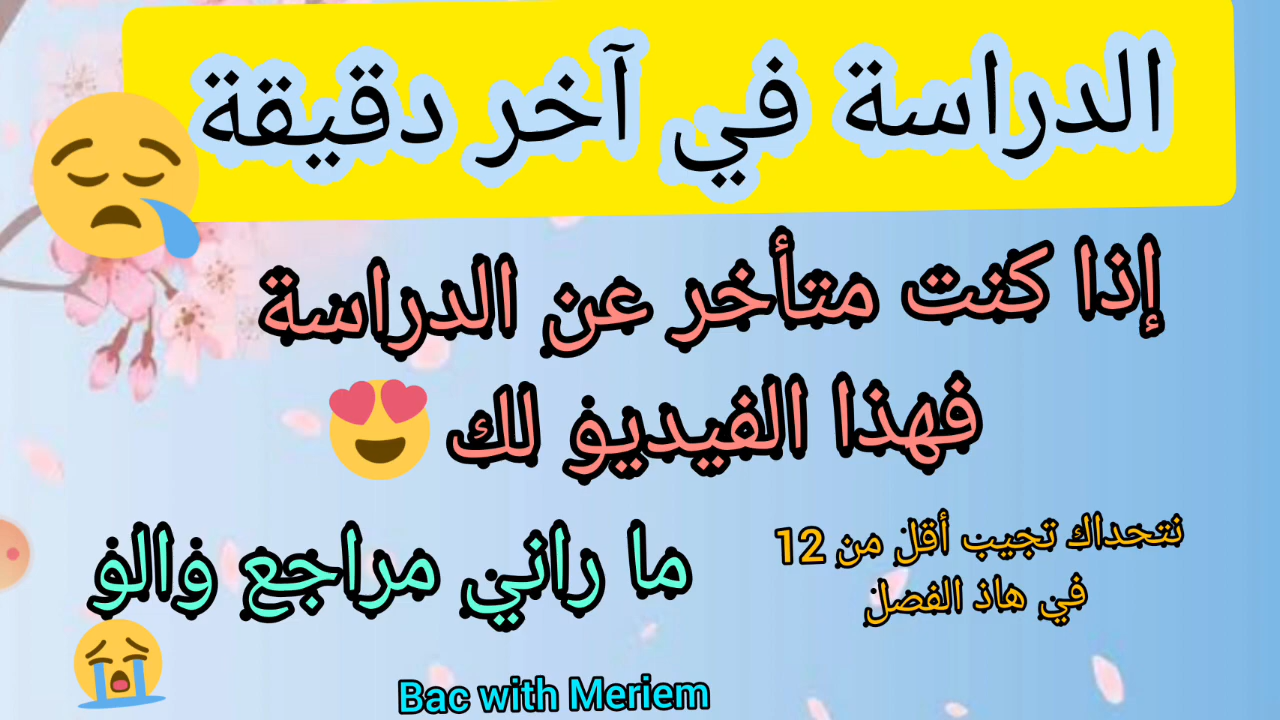 الدراسة في آخر دقيقة
إذا كنت متأخر عن الدراسة
فهذا الفيديو لك
نتحداك تجيب أقل من 12
في هاذ الفصل
ما راني مراجع والو
Bac with Meriem